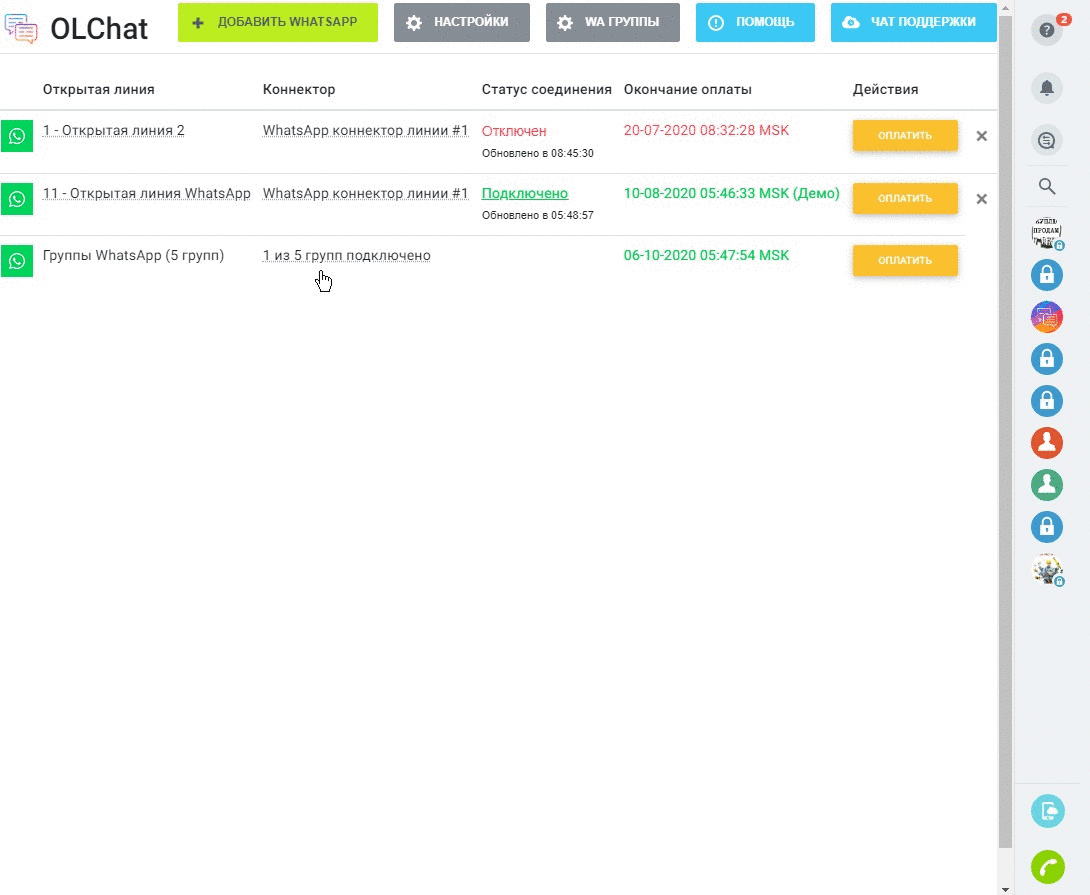 OLChat
ДОБАВИТЬ WHATSAPP
НАСТРОЙКИ
WA ГРУППЫ
ПОМОЩЬ
ЧАТ ПОДДЕРЖКИ
2
Открытая линия Коннектор Статус соединения Окончание оплаты Действия
1 - Открытая линия 2 WhatsApp коннектор линии #1 Отключен 20-07-2020 08:32:28 MSK ОПЛАТИТЬ
Обновлено в 08:45:30
11 - Открытая линия WhatsApp WhatsApp коннектор линии #1 Подключено 10-08-2020 05:46:33 MSK (Демо) ОПЛАТИТЬ
Обновлено в 05:48:57
Группы WhatsApp (5 групп) 1 из 5 групп подключено 06-10-2020 05:47:54 MSK ОПЛАТИТЬ
ПРОДАМ